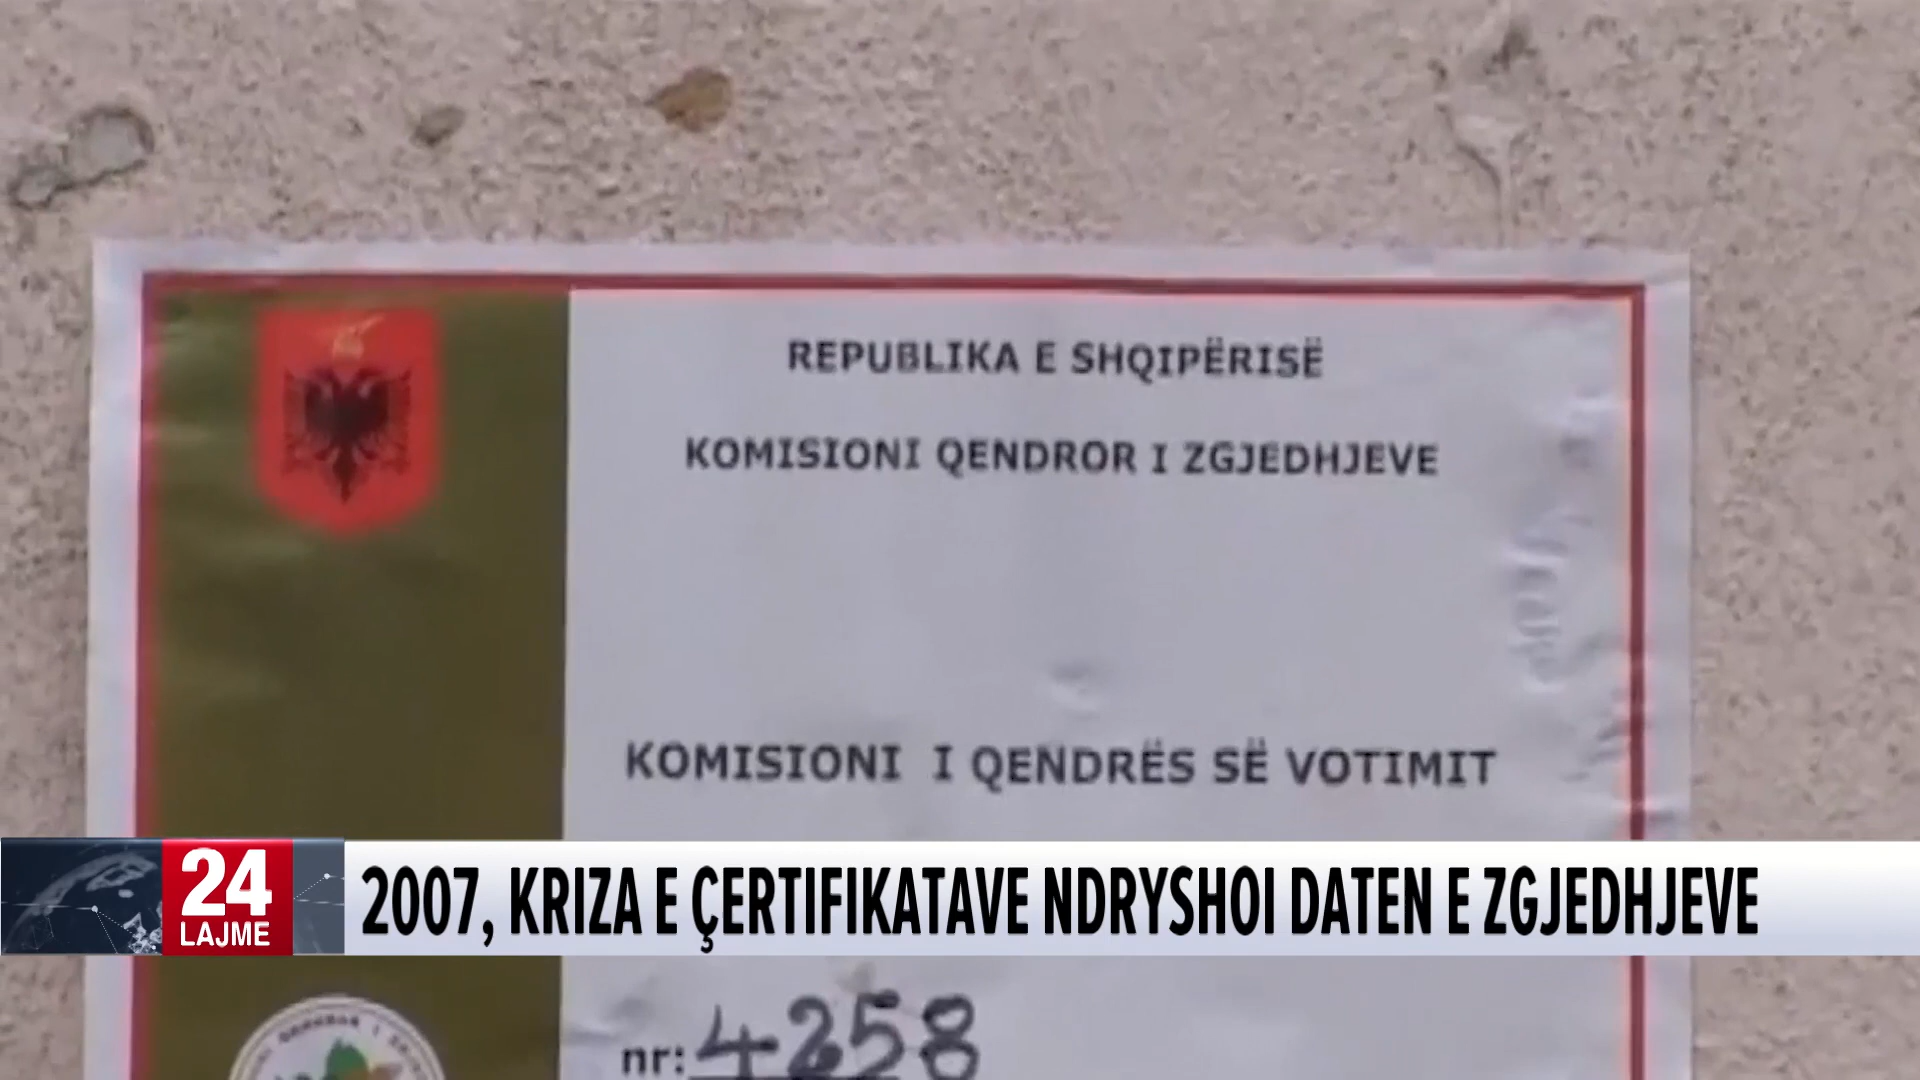 REPUBLIKA E SHQIPËRISË
KOMISIONI QENDROR I ZGJEDHJEVE
KOMISIONI I QENDRËS SË VOTIMIT
24
LAJME
2007, KRIZA E ÇERTIFIKATAVE NDRYSHOI DATEN E ZGJEDHJEVE
nr: 4258